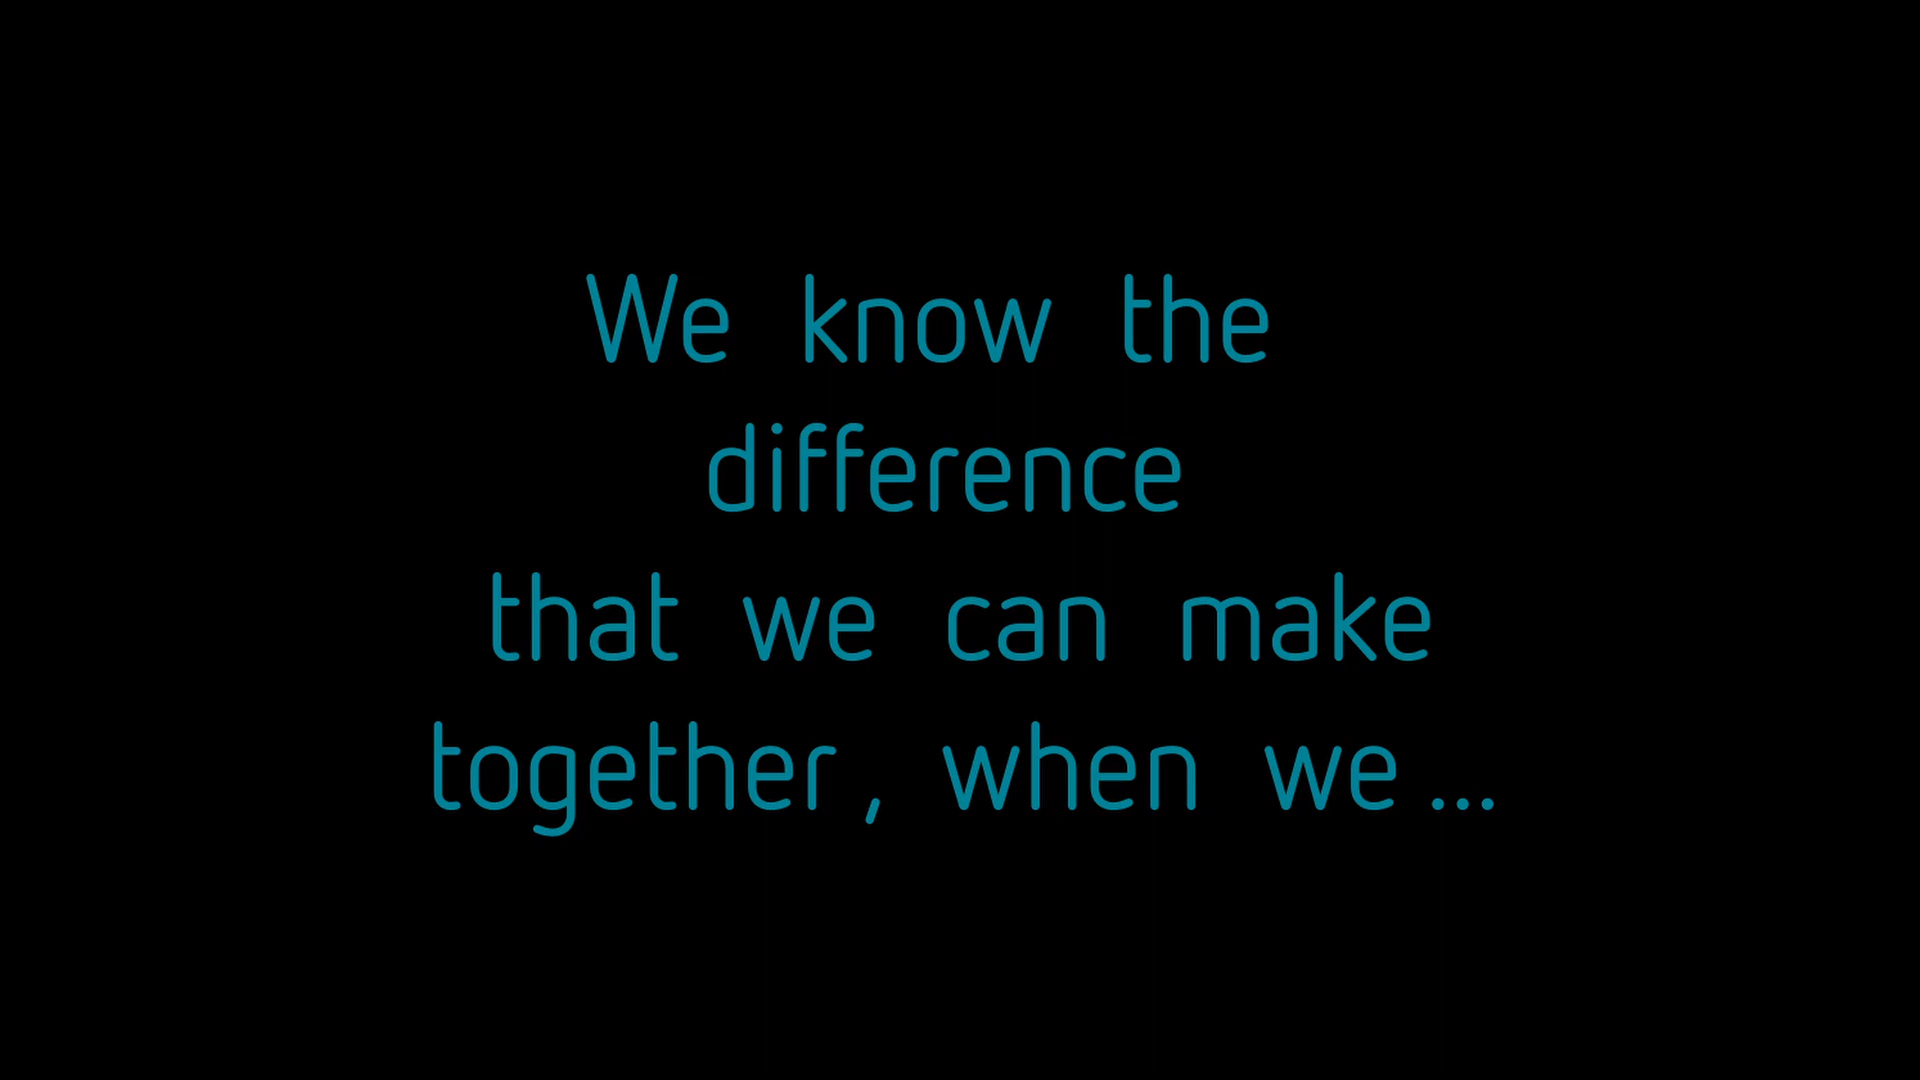 We know the
difference
that we can make
together, when we...